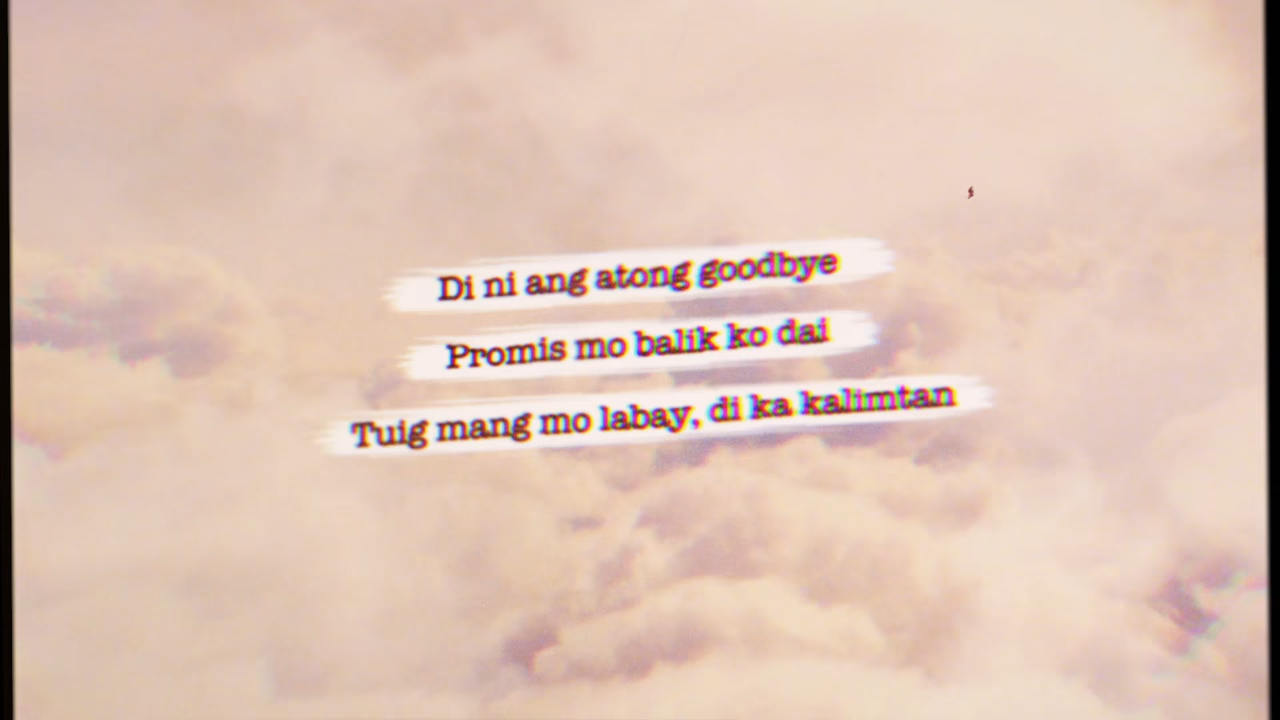 Di ni ang atong goodbye
Promis mo balik ko dai
Tuig mang mo labay, di ka kalimtan